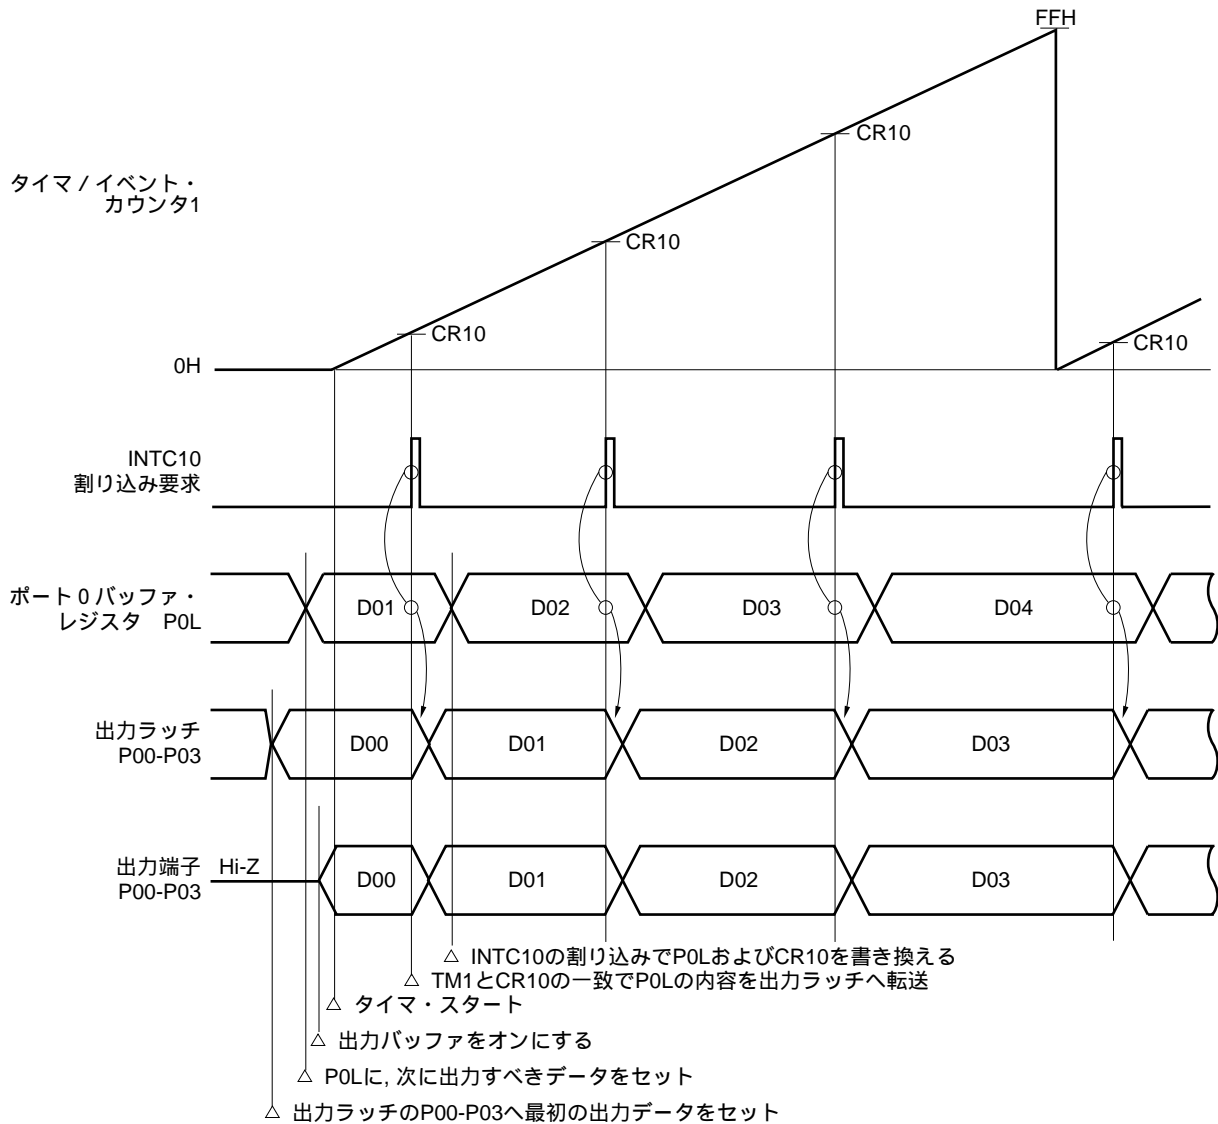 FFH
CR10
タイマ / イベント・
カウンタ1
CR10
CR10
CR10
0H
INTC10
割り込み要求
ポート0バッファ・
レジスタ P0L
D01
D02
D03
D04
出力ラッチ
P00-P03
D00
D01
D02
D03
出力端子
P00-P03
Hi-Z
D00
D01
D02
D03
△ INTC10の割り込みでP0LおよびCR10を書き換える
△ TM1とCR10の一致でP0Lの内容を出力ラッチへ転送
△ タイマ・スタート
△ 出力バッファをオンにする
△ P0Lに, 次に出力すべきデータをセット
△ 出力ラッチのP00-P03へ最初の出力データをセット